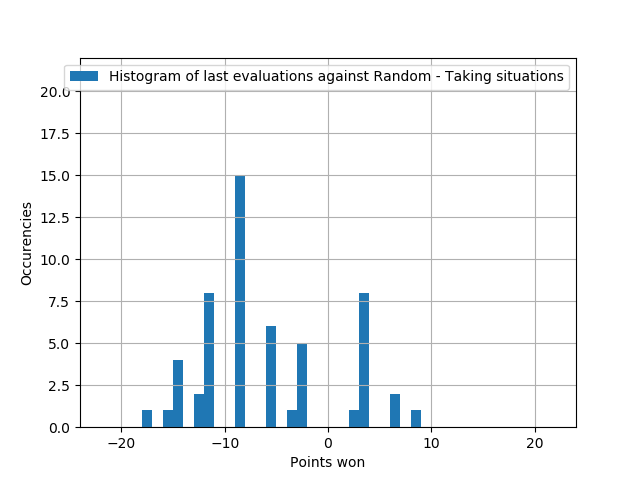 Histogram of last evaluations against Random - Taking situations
20.0
17.5
15.0
12.5
10.0
7.5
5.0
2.5
0.0
Occurencies
−20 −10 0 10 20
Points won